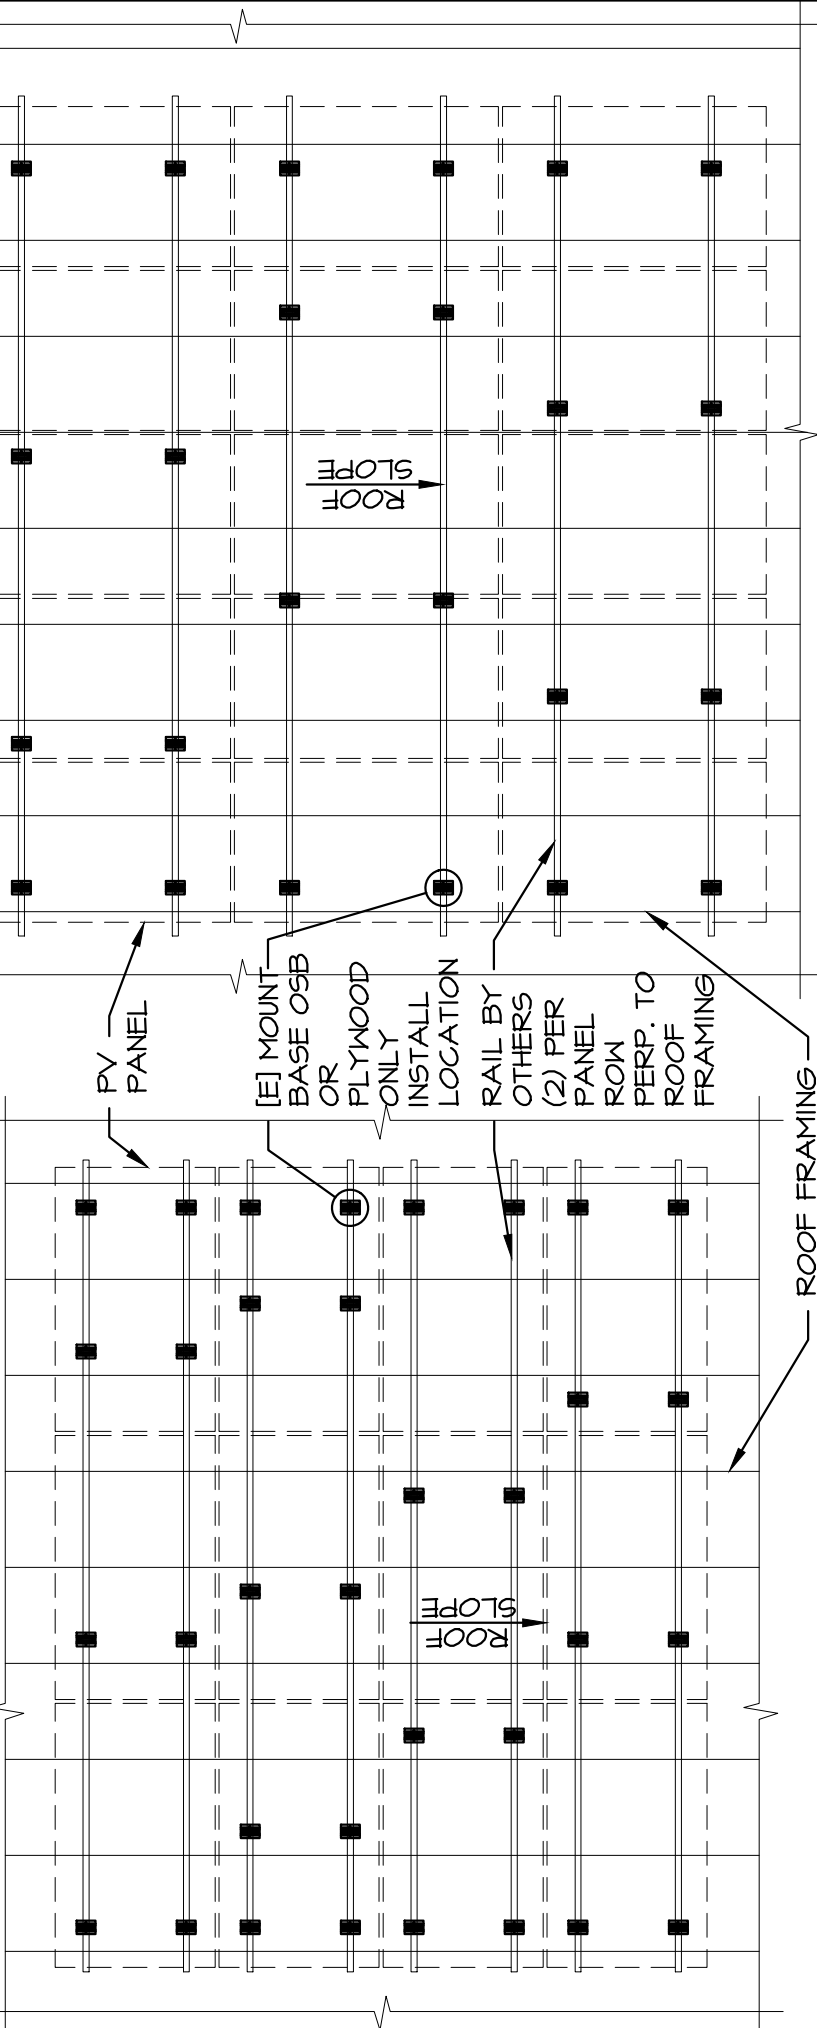 ROOF
SLOPE
PV
PANEL
[E] MOUNT
BASE OSB
OR
PLYWOOD
ONLY
INSTALL
LOCATION
RAIL BY
OTHERS
(2) PER
PANEL
ROW
PERP. TO
ROOF
FRAMING
ROOF FRAMING
ROOF
SLOPE